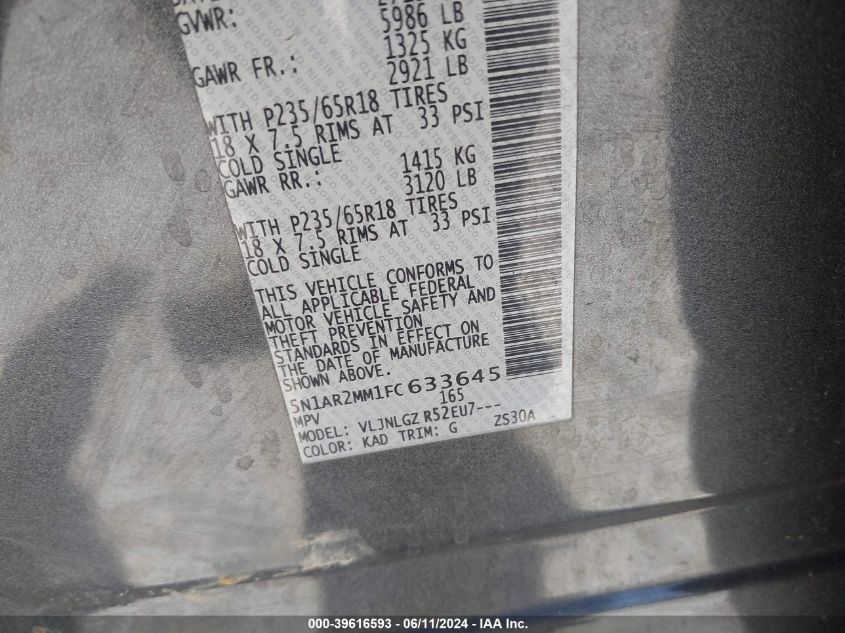 GVWR: 5986 LB
1325 KG
GAWR FR.: 2921 LB
WITH P235/65R18 TIRES
18 X 7.5 RIMS AT 33 PSI
COLD SINGLE
1415 KG
GAWR RR.: 3120 LB
WITH P235/65R18 TIRES
18 X 7.5 RIMS AT 33 PSI
COLD SINGLE
THIS VEHICLE CONFORMS TO
ALL APPLICABLE FEDERAL
MOTOR VEHICLE SAFETY AND
THEFT PREVENTION
STANDARDS IN EFFECT ON
THE DATE OF MANUFACTURE
SHOWN ABOVE.
5N1AR2MM1FC633645
MPV 165
MODEL: VLJNLGZ R52EU7---
COLOR: KAD TRIM: G ZS30A
000-39616593 - 06/11/2024 - IAA Inc.